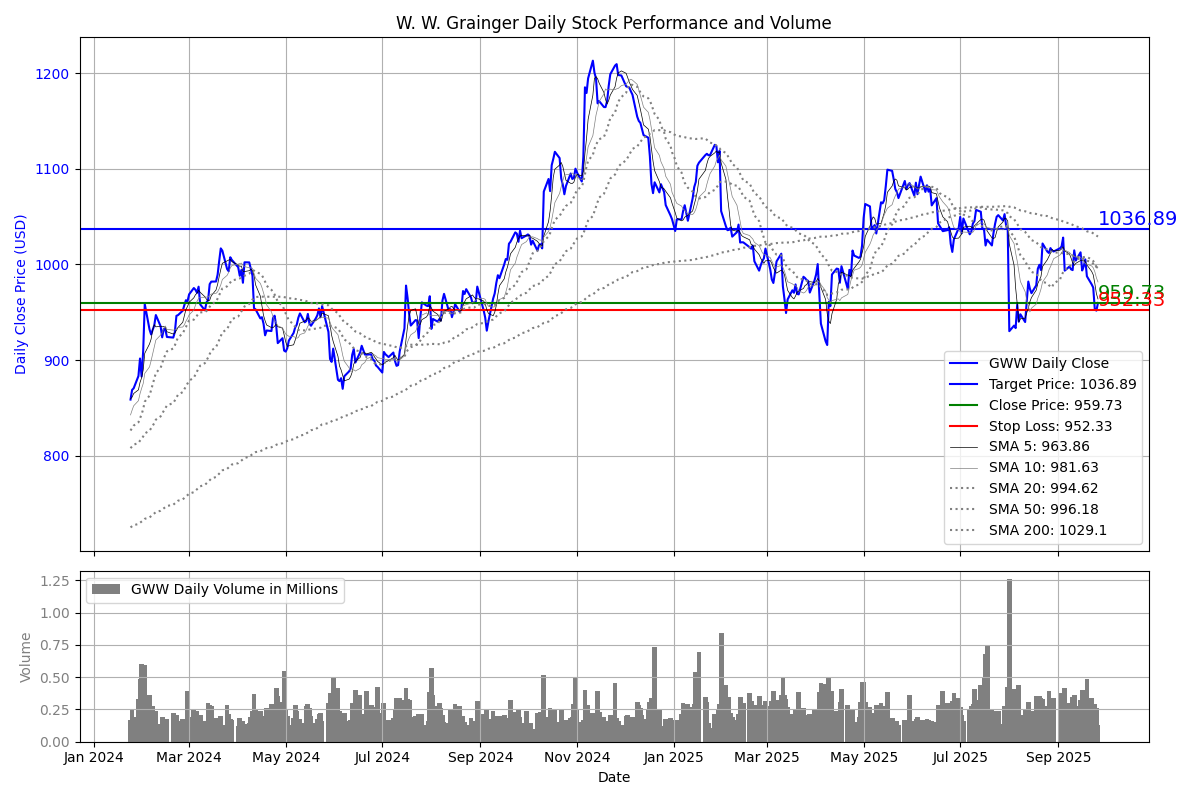 W. W. Grainger Daily Stock Performance and Volume
Daily Close Price (USD)
1200
1100
1000
900
800
1036.89
959.73
952.33
GWW Daily Close
Target Price: 1036.89
Close Price: 959.73
Stop Loss: 952.33
SMA 5: 963.86
SMA 10: 981.63
SMA 20: 994.62
SMA 50: 996.18
SMA 200: 1029.1
Volume
1.25
1.00
0.75
0.50
0.25
0.00
GWW Daily Volume in Millions
Jan 2024 Mar 2024 May 2024 Jul 2024 Sep 2024 Nov 2024 Jan 2025 Mar 2025 May 2025 Jul 2025 Sep 2025
Date